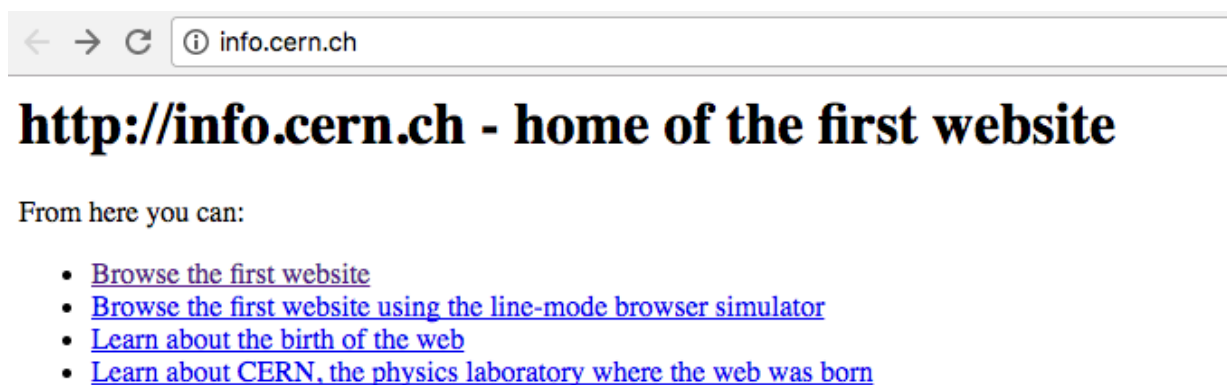 info.cern.ch
http://info.cern.ch - home of the first website
From here you can:
Browse the first website
Browse the first website using the line-mode browser simulator
Learn about the birth of the web
Learn about CERN, the physics laboratory where the web was born